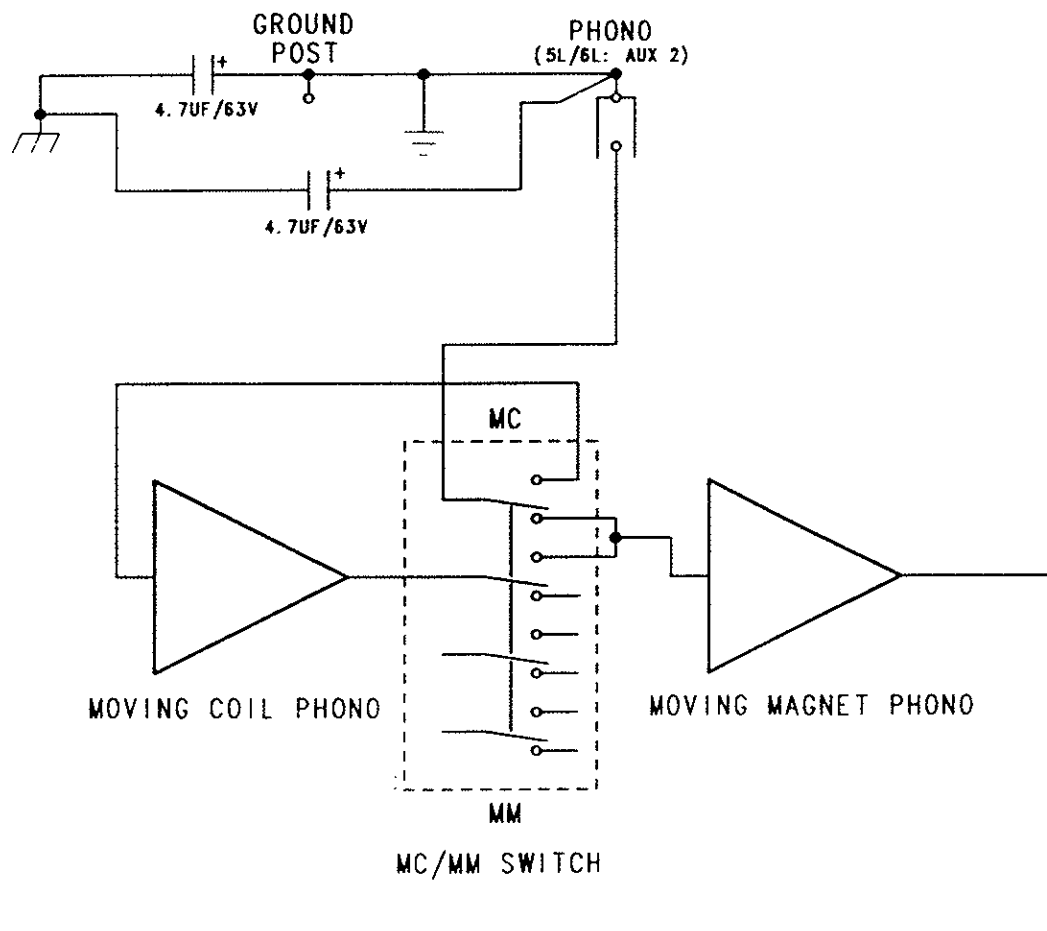 GROUND
POST
PHONO
(5L/6L: AUX 2)
+
4.7UF/63V
+
4.7UF/63V
MC
MOVING COIL PHONO
MOVING MAGNET PHONO
MM
MC/MM SWITCH